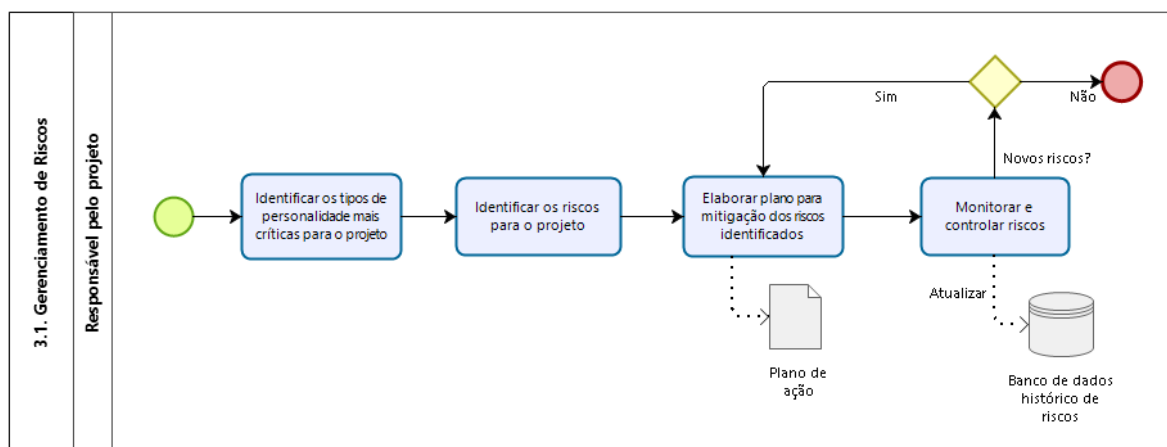 3.1. Gerenciamento de Riscos
Responsável pelo projeto
Identificar os tipos de
personalidade mais
críticas para o projeto
Identificar os riscos
para o projeto
Elaborar plano para
mitigação dos riscos
identificados
Monitorar e
controlar riscos
Sim
Não
Novos riscos?
Atualizar
Plano de
ação
Banco de dados
histórico de
riscos